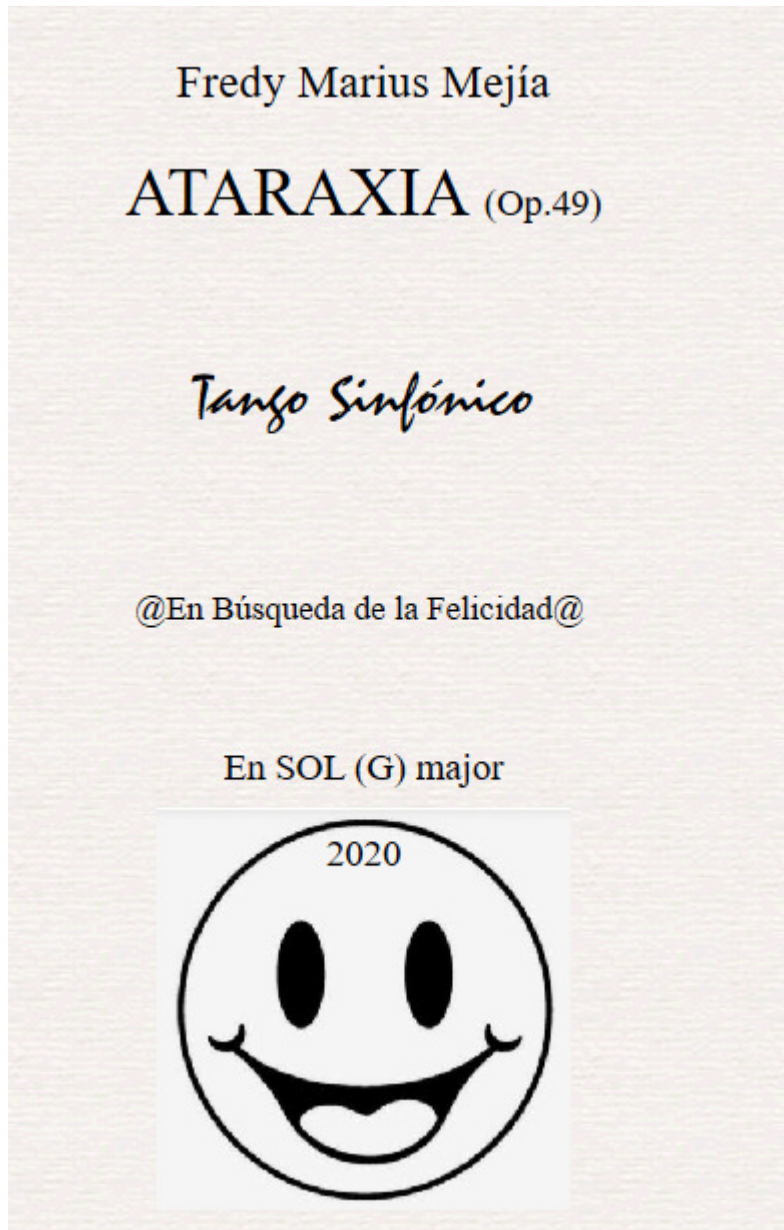 Fredy Marius Mejía
ATARAXIA (Op.49)
Tango Sinfónico
@En Búsqueda de la Felicidad@
En SOL (G) major
2020